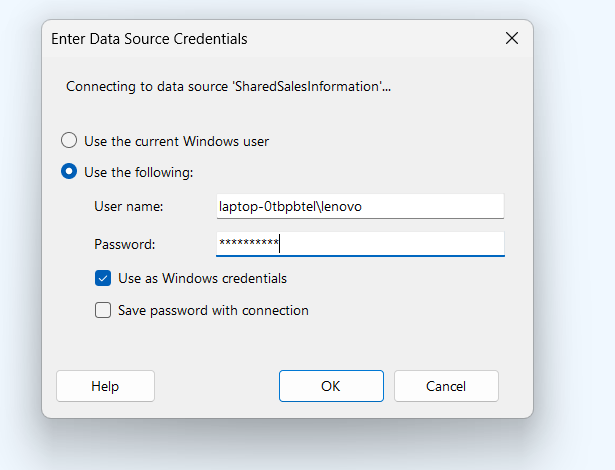 Enter Data Source Credentials
Connecting to data source 'SharedSalesInformation'...
Use the current Windows user
Use the following:
User name: laptop-0tbpbtel\lenovo
Password: **********
Use as Windows credentials
Save password with connection
Help OK Cancel